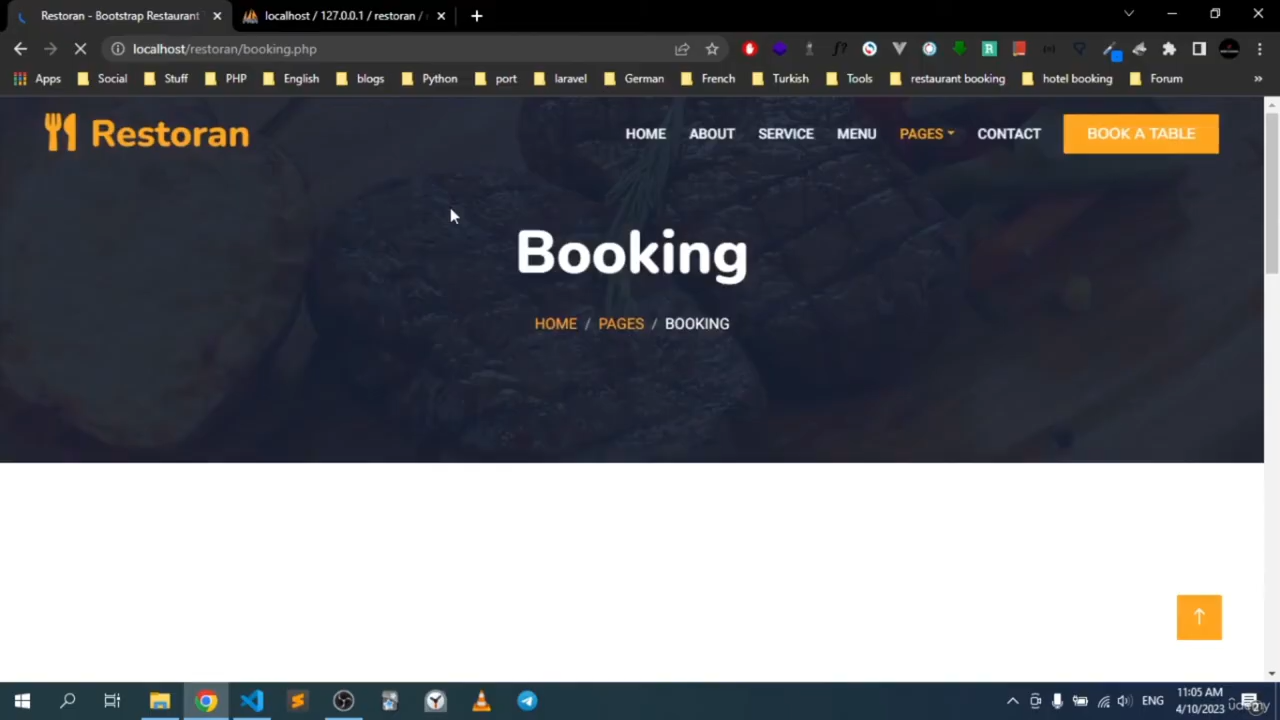 Restoran - Bootstrap Restaurant
localhost / 127.0.0.1 / restoran /
localhost/restoran/booking.php
Apps Social Stuff PHP English blogs Python port laravel German French Turkish Tools restaurant booking hotel booking Forum »
Restoran
HOME ABOUT SERVICE MENU PAGES CONTACT BOOK A TABLE
Booking
HOME / PAGES / BOOKING
ENG
11:05 AM
4/10/2023
udemy